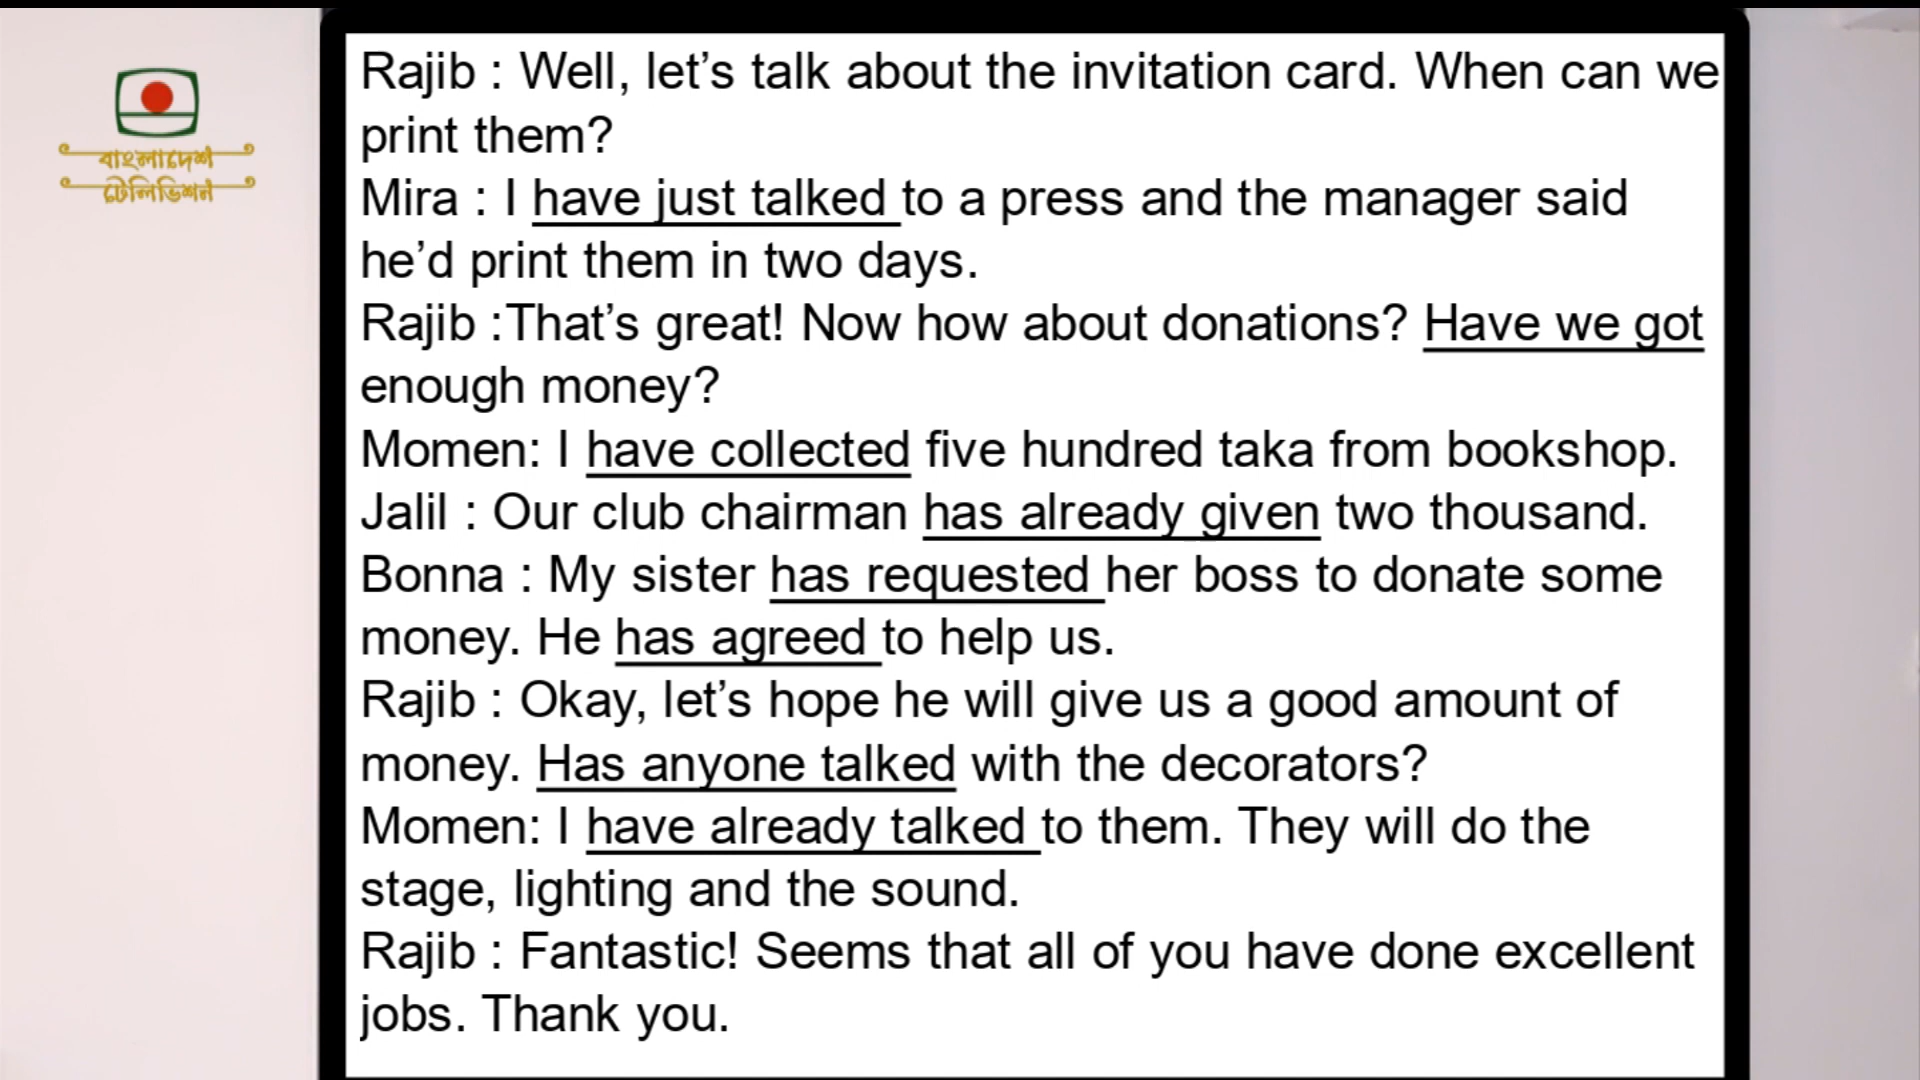 বাংলাদেশ
টেলিভিশন
Rajib : Well, let’s talk about the invitation card. When can we
print them?
Mira : I have just talked to a press and the manager said
he’d print them in two days.
Rajib :That’s great! Now how about donations? Have we got
enough money?
Momen: I have collected five hundred taka from bookshop.
Jalil : Our club chairman has already given two thousand.
Bonna : My sister has requested her boss to donate some
money. He has agreed to help us.
Rajib : Okay, let’s hope he will give us a good amount of
money. Has anyone talked with the decorators?
Momen: I have already talked to them. They will do the
stage, lighting and the sound.
Rajib : Fantastic! Seems that all of you have done excellent
jobs. Thank you.